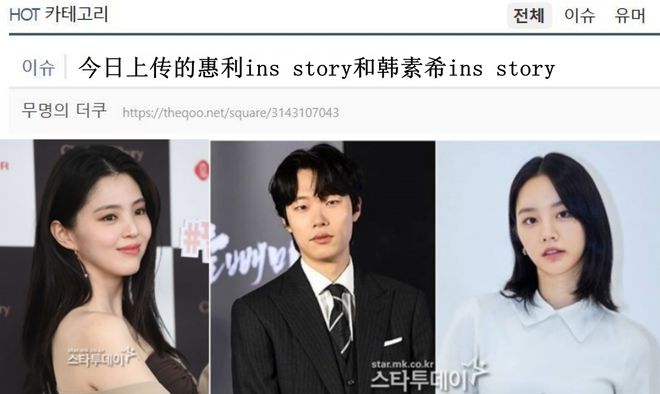 HOT 카테고리 전체 이슈 유머
이슈 今日上传的惠利ins story和韩素希ins story
무명의 더쿠 https://theqoo.net/square/3143107043
star.mk.co.kr
스타투데이
star.mk.co.kr
스타투데이